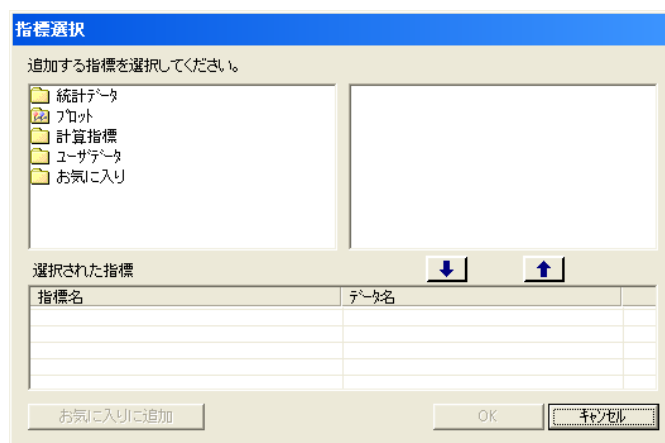 指標選択
追加する指標を選択してください。
統計ﾃﾞｰﾀ
ﾌﾟﾛｯﾄ
計算指標
ﾕｰｻﾞﾃﾞｰﾀ
お気に入り
選択された指標
指標名 ﾃﾞｰﾀ名
お気に入りに追加 OK ｷｬﾝｾﾙ